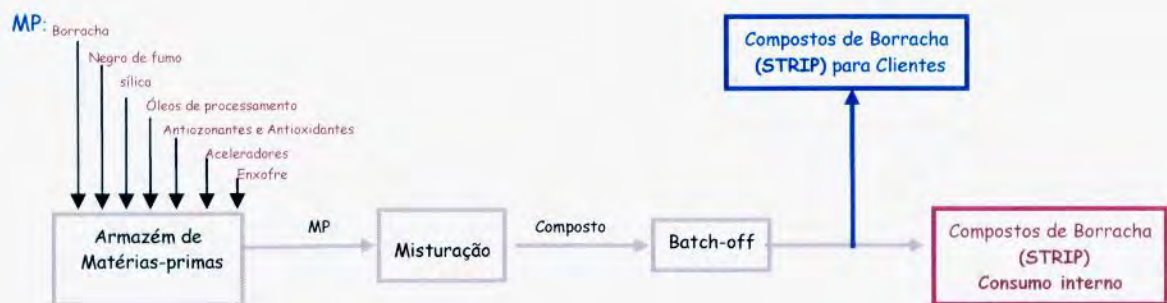 MP:
Borracha
Negro de fumo
sílica
Óleos de processamento
Antiozonantes e Antioxidantes
Aceleradores
Enxofre
Armazém de
Matérias-primas
MP
Misturação
Composto
Batch-off
Compostos de Borracha
(STRIP) para Clientes
Compostos de Borracha
(STRIP)
Consumo interno